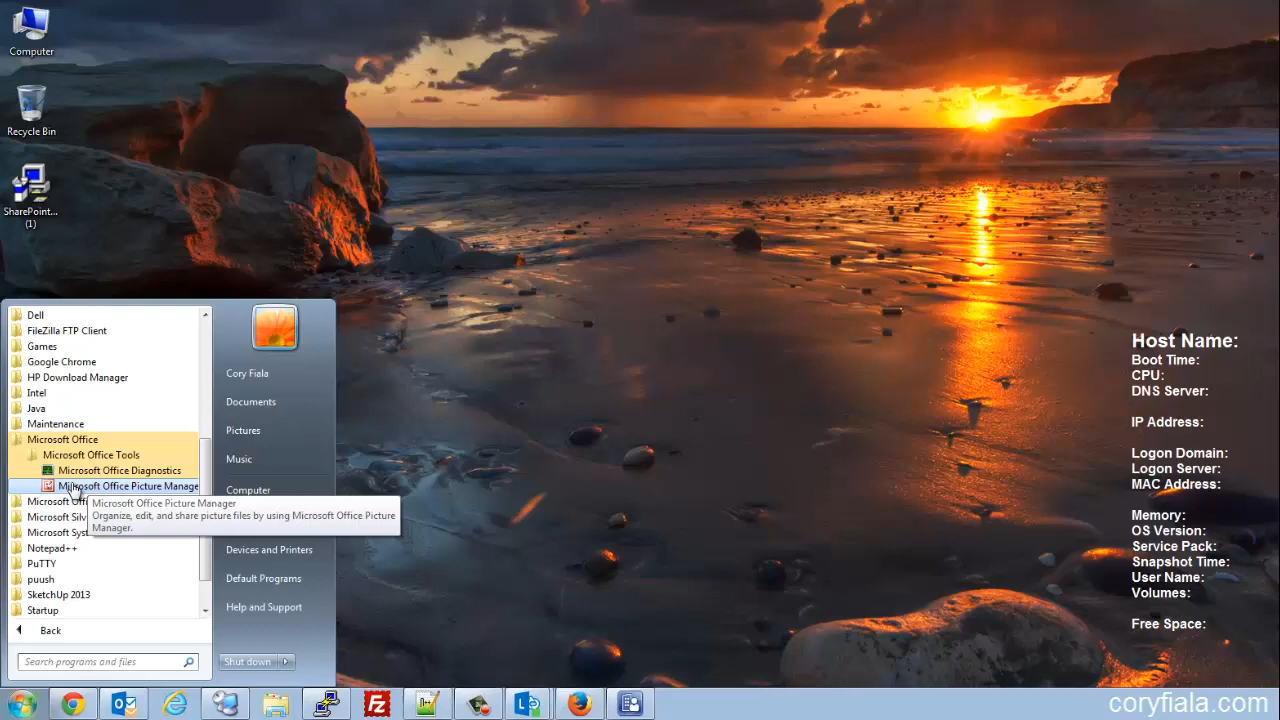 Computer
Recycle Bin
SharePoint...
(1)
Dell
FileZilla FTP Client
Games
Google Chrome
HP Download Manager
Intel
Java
Maintenance
Microsoft Office
Microsoft Office Tools
Microsoft Office Diagnostics
Microsoft Office Picture Manage
Microsoft Off
Microsoft Silv
Microsoft Sys
Notepad++
PuTTY
puush
SketchUp 2013
Startup
Back
Search programs and files
Cory Fiala
Documents
Pictures
Music
Computer
Microsoft Office Picture Manager
Organize, edit, and share picture files by using Microsoft Office Picture
Manager.
Devices and Printers
Default Programs
Help and Support
Shut down
Host Name:
Boot Time:
CPU:
DNS Server:
IP Address:
Logon Domain:
Logon Server:
MAC Address:
Memory:
OS Version:
Service Pack:
Snapshot Time:
User Name:
Volumes:
Free Space:
coryfiala.com